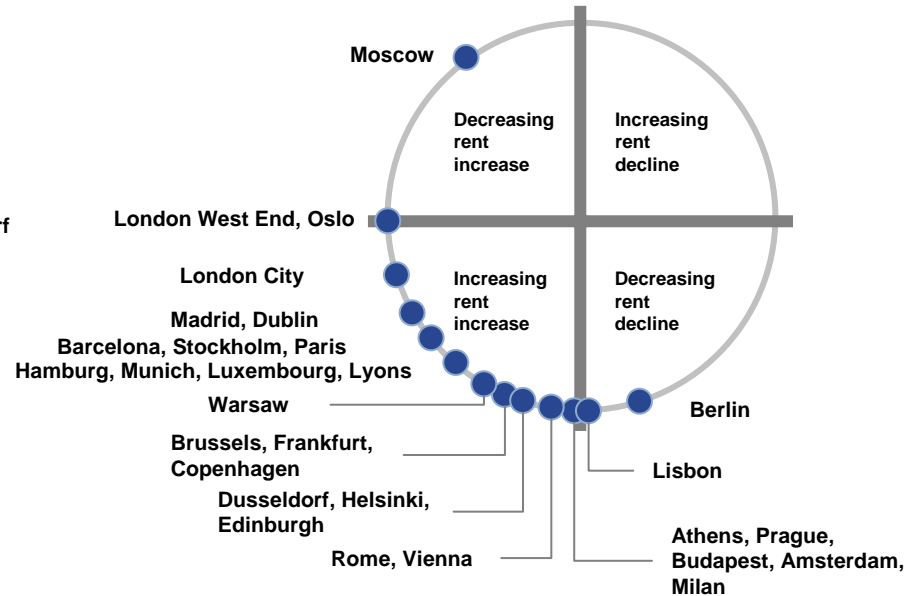 Moscow
Decreasing
rent
increase
Increasing
rent
decline
rf
London West End, Oslo
London City
Increasing
rent
increase
Decreasing
rent
decline
Madrid, Dublin
Barcelona, Stockholm, Paris
Hamburg, Munich, Luxembourg, Lyons
Warsaw
Berlin
Brussels, Frankfurt,
Copenhagen
Lisbon
Dusseldorf, Helsinki,
Edinburgh
Rome, Vienna
Athens, Prague,
Budapest, Amsterdam,
Milan